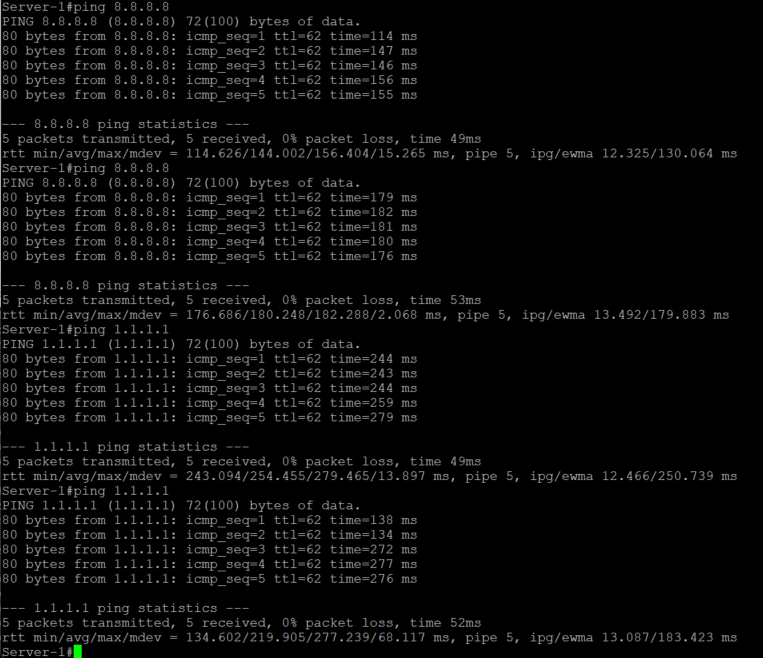 Server-1#ping 8.8.8.8
PING 8.8.8.8 (8.8.8.8) 72(100) bytes of data.
80 bytes from 8.8.8.8: icmp_seq=1 ttl=62 time=114 ms
80 bytes from 8.8.8.8: icmp_seq=2 ttl=62 time=147 ms
80 bytes from 8.8.8.8: icmp_seq=3 ttl=62 time=146 ms
80 bytes from 8.8.8.8: icmp_seq=4 ttl=62 time=156 ms
80 bytes from 8.8.8.8: icmp_seq=5 ttl=62 time=155 ms

--- 8.8.8.8 ping statistics ---
5 packets transmitted, 5 received, 0% packet loss, time 49ms
rtt min/avg/max/mdev = 114.626/144.002/156.404/15.265 ms, pipe 5, ipg/ewma 12.325/130.064 ms
Server-1#ping 8.8.8.8
PING 8.8.8.8 (8.8.8.8) 72(100) bytes of data.
80 bytes from 8.8.8.8: icmp_seq=1 ttl=62 time=179 ms
80 bytes from 8.8.8.8: icmp_seq=2 ttl=62 time=182 ms
80 bytes from 8.8.8.8: icmp_seq=3 ttl=62 time=181 ms
80 bytes from 8.8.8.8: icmp_seq=4 ttl=62 time=180 ms
80 bytes from 8.8.8.8: icmp_seq=5 ttl=62 time=176 ms

--- 8.8.8.8 ping statistics ---
5 packets transmitted, 5 received, 0% packet loss, time 53ms
rtt min/avg/max/mdev = 176.686/180.248/182.288/2.068 ms, pipe 5, ipg/ewma 13.492/179.883 ms
Server-1#ping 1.1.1.1
PING 1.1.1.1 (1.1.1.1) 72(100) bytes of data.
80 bytes from 1.1.1.1: icmp_seq=1 ttl=62 time=244 ms
80 bytes from 1.1.1.1: icmp_seq=2 ttl=62 time=243 ms
80 bytes from 1.1.1.1: icmp_seq=3 ttl=62 time=244 ms
80 bytes from 1.1.1.1: icmp_seq=4 ttl=62 time=259 ms
80 bytes from 1.1.1.1: icmp_seq=5 ttl=62 time=279 ms

--- 1.1.1.1 ping statistics ---
5 packets transmitted, 5 received, 0% packet loss, time 49ms
rtt min/avg/max/mdev = 243.094/254.455/279.465/13.897 ms, pipe 5, ipg/ewma 12.466/250.739 ms
Server-1#ping 1.1.1.1
PING 1.1.1.1 (1.1.1.1) 72(100) bytes of data.
80 bytes from 1.1.1.1: icmp_seq=1 ttl=62 time=138 ms
80 bytes from 1.1.1.1: icmp_seq=2 ttl=62 time=134 ms
80 bytes from 1.1.1.1: icmp_seq=3 ttl=62 time=272 ms
80 bytes from 1.1.1.1: icmp_seq=4 ttl=62 time=277 ms
80 bytes from 1.1.1.1: icmp_seq=5 ttl=62 time=276 ms

--- 1.1.1.1 ping statistics ---
5 packets transmitted, 5 received, 0% packet loss, time 52ms
rtt min/avg/max/mdev = 134.602/219.905/277.239/68.117 ms, pipe 5, ipg/ewma 13.087/183.423 ms
Server-1#